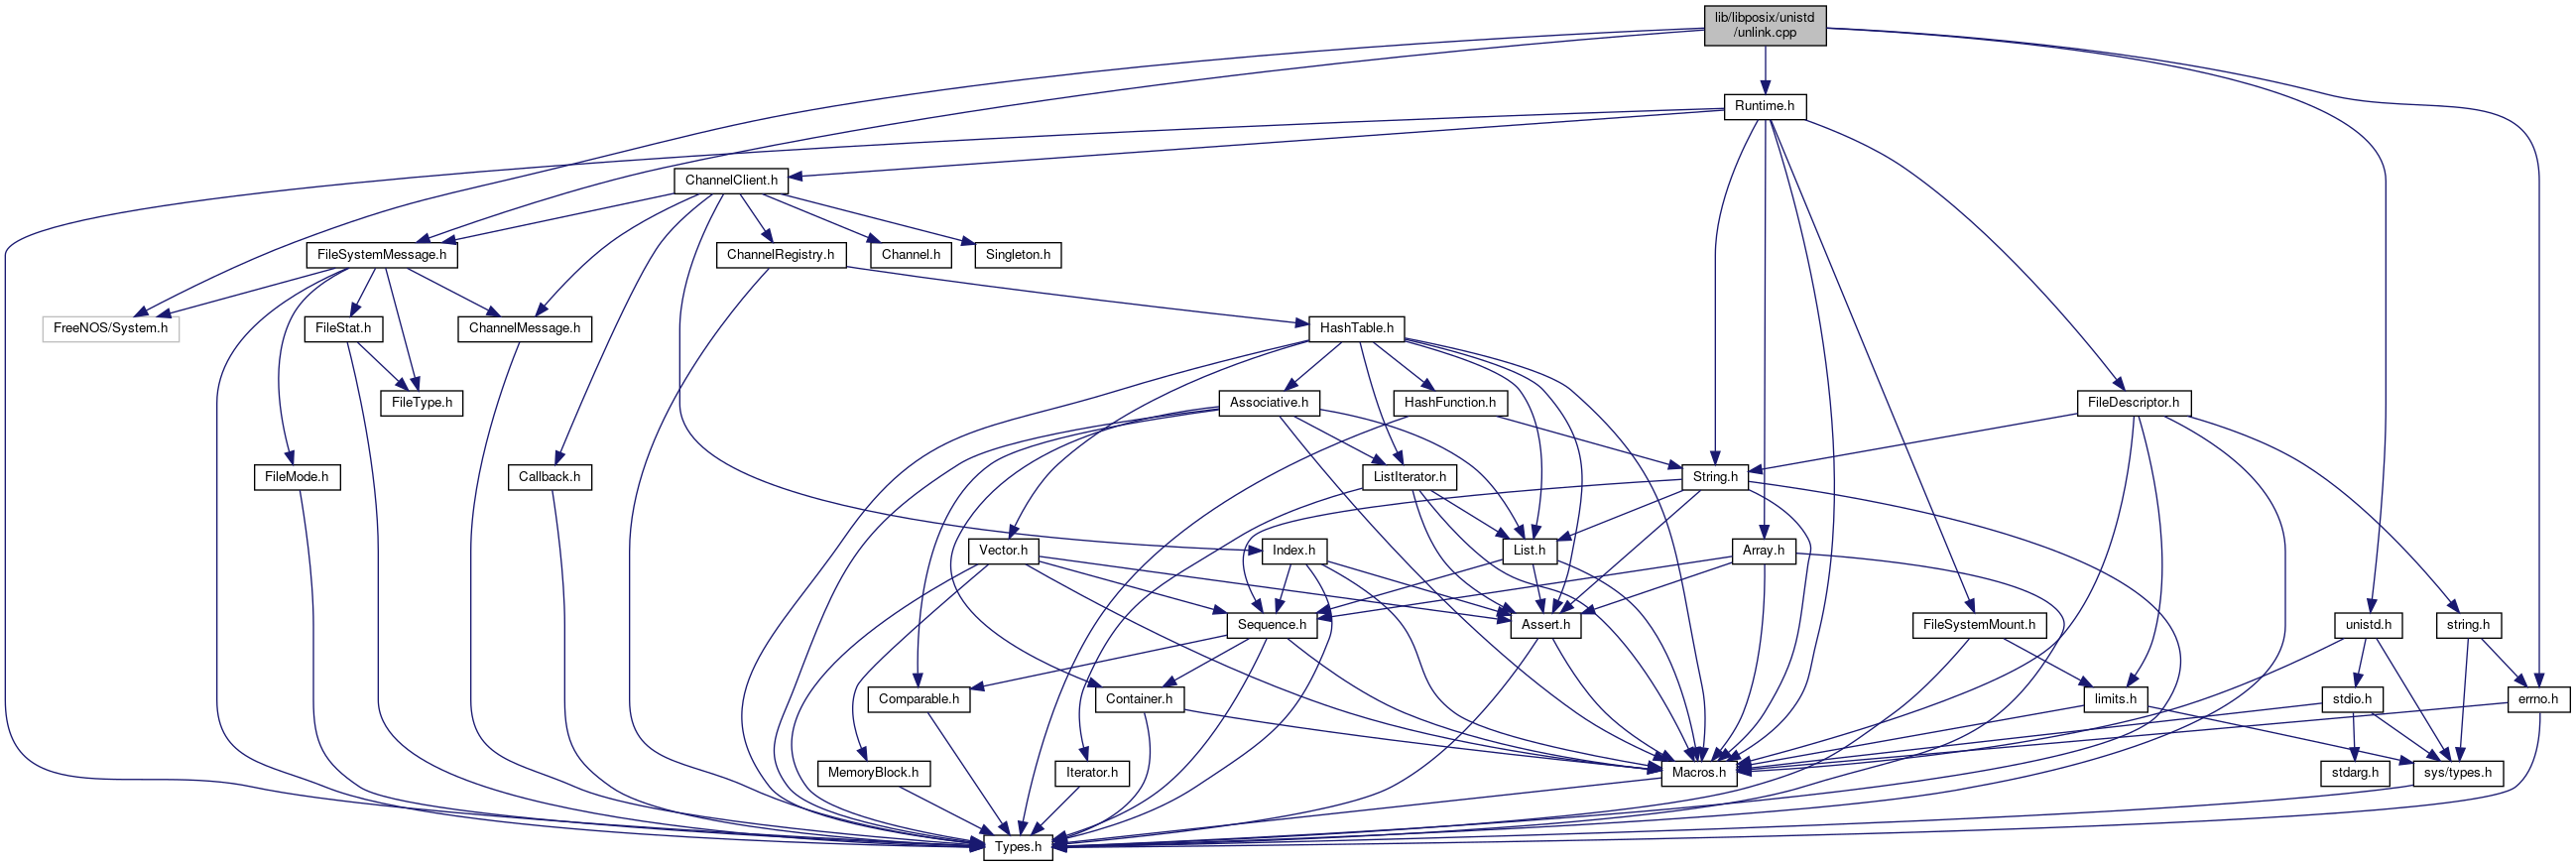 lib/libposix/unistd
/unlink.cpp
Runtime.h
ChannelClient.h
FileSystemMessage.h
ChannelRegistry.h
Channel.h
Singleton.h
FreeNOS/System.h
FileStat.h
ChannelMessage.h
HashTable.h
FileType.h
Associative.h
HashFunction.h
FileDescriptor.h
FileMode.h
Callback.h
ListIterator.h
String.h
Vector.h
Index.h
List.h
Array.h
Sequence.h
Assert.h
FileSystemMount.h
unistd.h
string.h
Comparable.h
Container.h
limits.h
stdio.h
errno.h
MemoryBlock.h
Iterator.h
Macros.h
stdarg.h
sys/types.h
Types.h